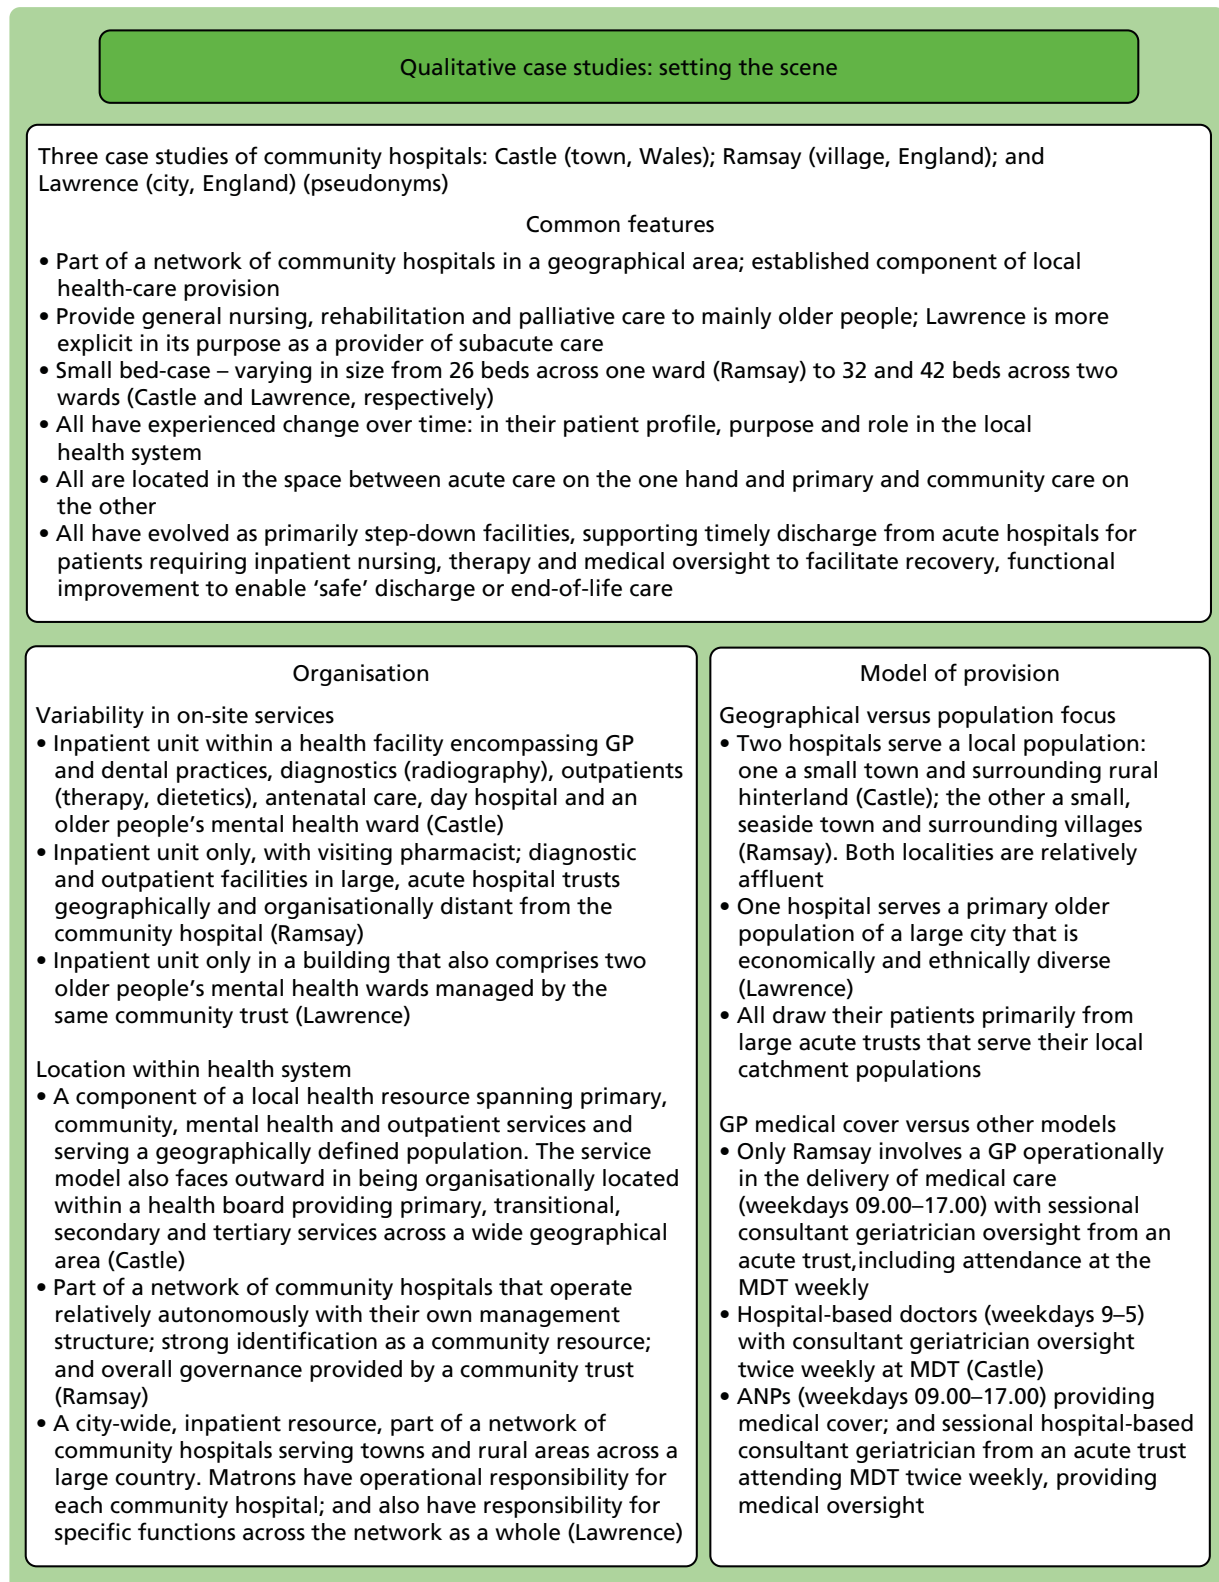 Qualitative case studies: setting the scene
Three case studies of community hospitals: Castle (town, Wales); Ramsay (village, England); and
Lawrence (city, England) (pseudonyms)
Common features
• Part of a network of community hospitals in a geographical area; established component of local
health-care provision
• Provide general nursing, rehabilitation and palliative care to mainly older people; Lawrence is more
explicit in its purpose as a provider of subacute care
• Small bed-case – varying in size from 26 beds across one ward (Ramsay) to 32 and 42 beds across two
wards (Castle and Lawrence, respectively)
• All have experienced change over time: in their patient profile, purpose and role in the local
health system
• All are located in the space between acute care on the one hand and primary and community care on
the other
• All have evolved as primarily step-down facilities, supporting timely discharge from acute hospitals for
patients requiring inpatient nursing, therapy and medical oversight to facilitate recovery, functional
improvement to enable ‘safe’ discharge or end-of-life care
Organisation
Variability in on-site services
• Inpatient unit within a health facility encompassing GP
and dental practices, diagnostics (radiography), outpatients
(therapy, dietetics), antenatal care, day hospital and an
older people’s mental health ward (Castle)
• Inpatient unit only, with visiting pharmacist; diagnostic
and outpatient facilities in large, acute hospital trusts
geographically and organisationally distant from the
community hospital (Ramsay)
• Inpatient unit only in a building that also comprises two
older people’s mental health wards managed by the
same community trust (Lawrence)
Location within health system
• A component of a local health resource spanning primary,
community, mental health and outpatient services and
serving a geographically defined population. The service
model also faces outward in being organisationally located
within a health board providing primary, transitional,
secondary and tertiary services across a wide geographical
area (Castle)
• Part of a network of community hospitals that operate
relatively autonomously with their own management
structure; strong identification as a community resource;
and overall governance provided by a community trust
(Ramsay)
• A city-wide, inpatient resource, part of a network of
community hospitals serving towns and rural areas across a
large country. Matrons have operational responsibility for
each community hospital; and also have responsibility for
specific functions across the network as a whole (Lawrence)
Model of provision
Geographical versus population focus
• Two hospitals serve a local population:
one a small town and surrounding rural
hinterland (Castle); the other a small,
seaside town and surrounding villages
(Ramsay). Both localities are relatively
affluent
• One hospital serves a primary older
population of a large city that is
economically and ethnically diverse
(Lawrence)
• All draw their patients primarily from
large acute trusts that serve their local
catchment populations
GP medical cover versus other models
• Only Ramsay involves a GP operationally
in the delivery of medical care
(weekdays 09.00–17.00) with sessional
consultant geriatrician oversight from an
acute trust,including attendance at the
MDT weekly
• Hospital-based doctors (weekdays 9–5)
with consultant geriatrician oversight
twice weekly at MDT (Castle)
• ANPs (weekdays 09.00–17.00) providing
medical cover; and sessional hospital-based
consultant geriatrician from an acute trust
attending MDT twice weekly, providing
medical oversight